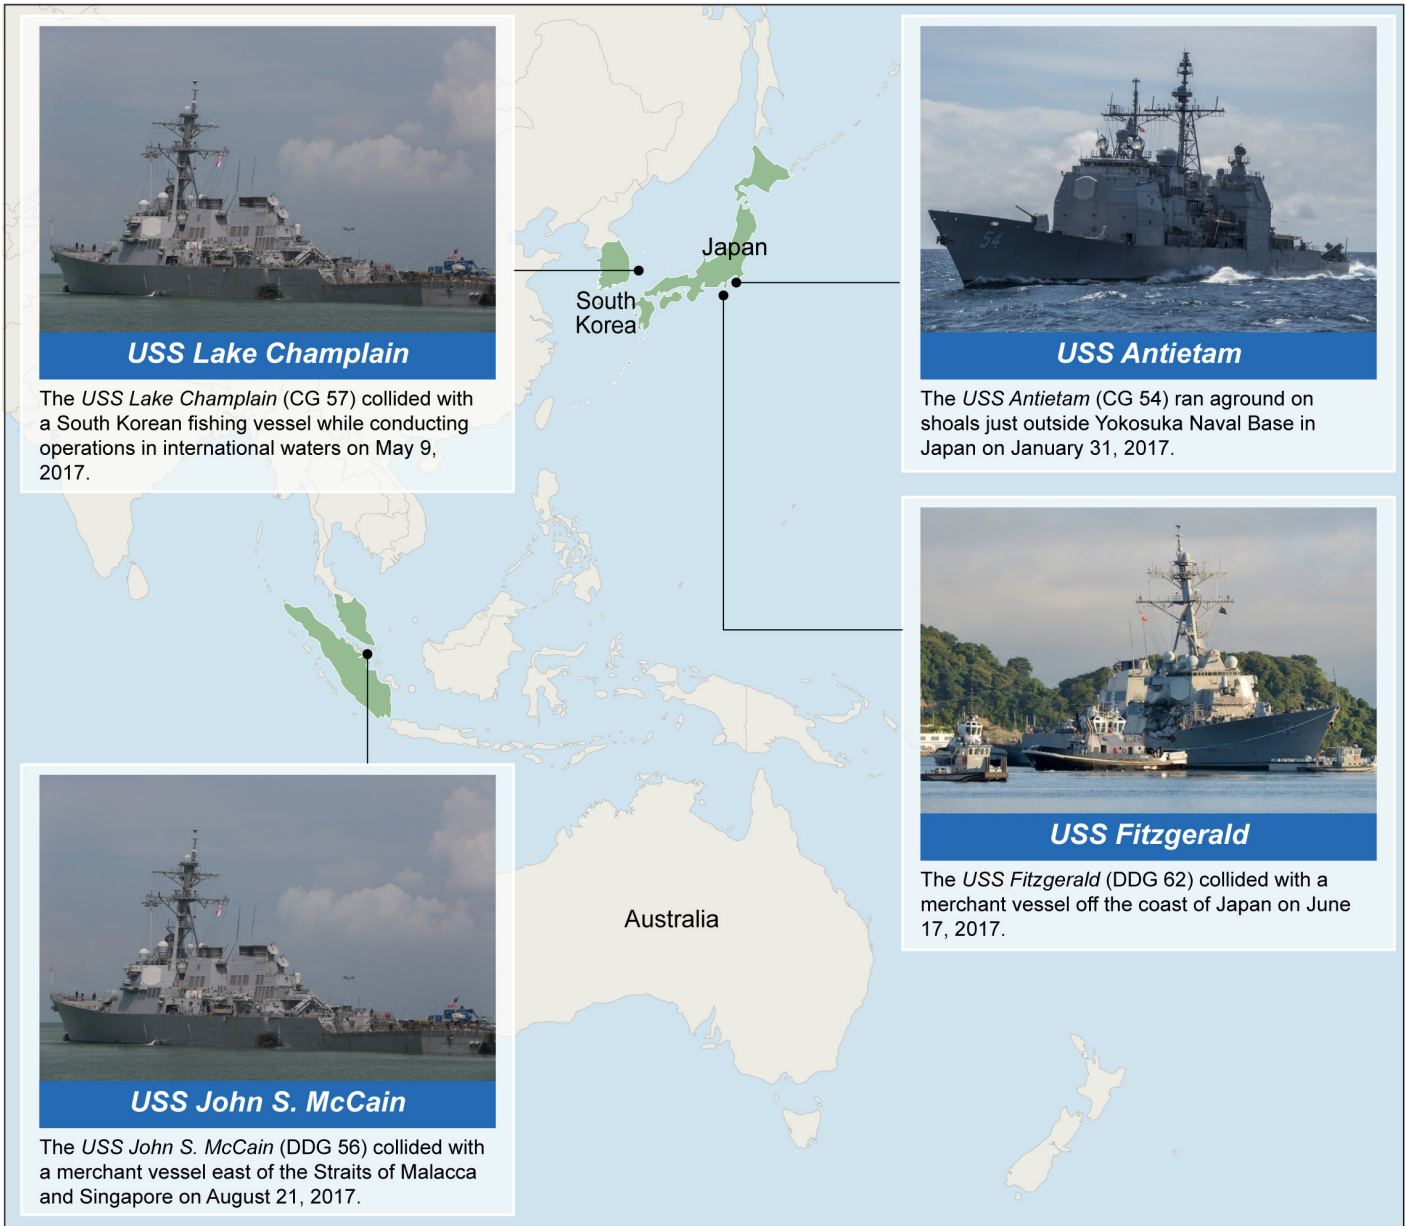 USS Lake Champlain
The USS Lake Champlain (CG 57) collided with
a South Korean fishing vessel while conducting
operations in international waters on May 9,
2017.
54
USS Antietam
The USS Antietam (CG 54) ran aground on
shoals just outside Yokosuka Naval Base in
Japan on January 31, 2017.
Japan
South
Korea
USS Fitzgerald
The USS Fitzgerald (DDG 62) collided with a
merchant vessel off the coast of Japan on June
17, 2017.
Australia
USS John S. McCain
The USS John S. McCain (DDG 56) collided with
a merchant vessel east of the Straits of Malacca
and Singapore on August 21, 2017.